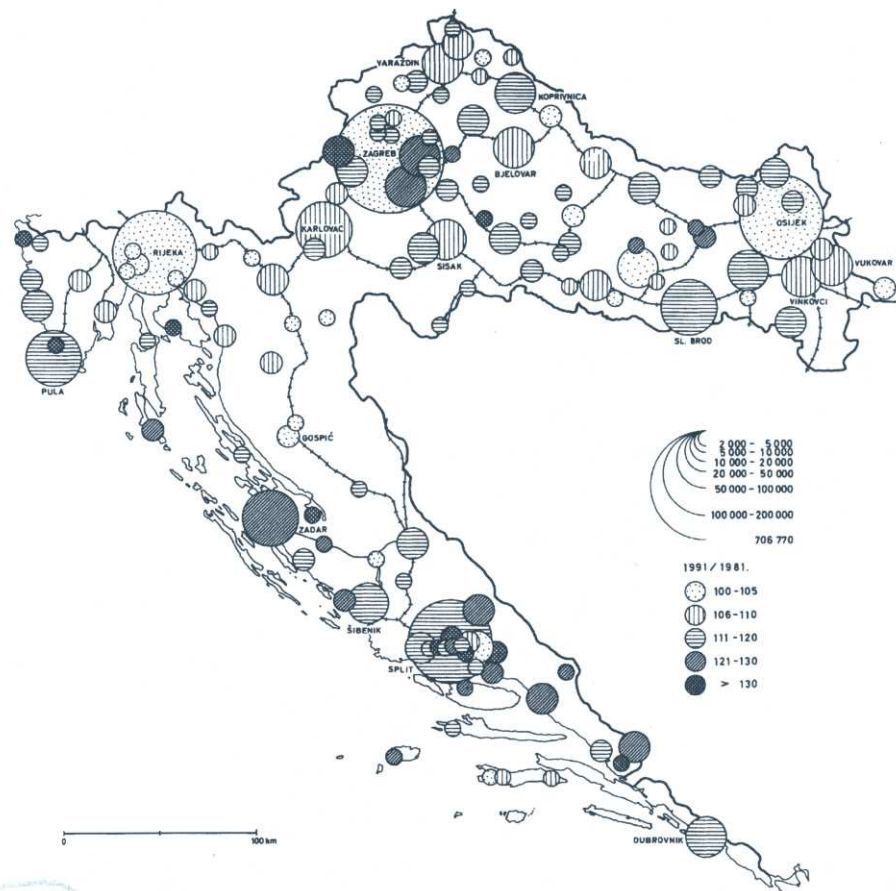 VARAŽDIN
KOPRIVNICA
ZAGREB
BJELOVAR
OSIJEK
RIJEKA
KARLOVAC
SISAK
VUKOVAR
VINKOVCI
SL. BROD
PULA
GOSPIĆ
ZADAR
ŠIBENIK
SPLIT
DUBROVNIK
2 000 - 5 000
5 000 - 10 000
10 000 - 20 000
20 000 - 50 000
50 000 - 100 000
100 000 - 200 000
706 770
1991 / 1981.
100 - 105
106 - 110
111 - 120
121 - 130
> 130
0 100 km